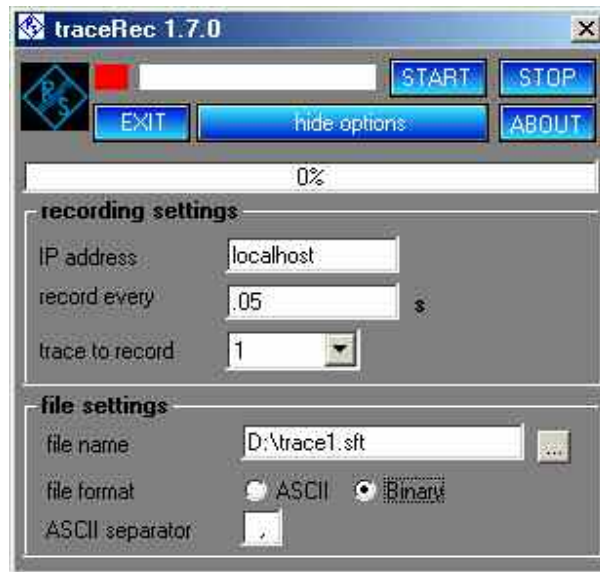 traceRec 1.7.0
R S
START STOP
EXIT hide options ABOUT
0%
recording settings
IP address localhost
record every .05 s
trace to record 1
file settings
file name D:\trace1.sft ...
file format ASCII Binary
ASCII separator ,